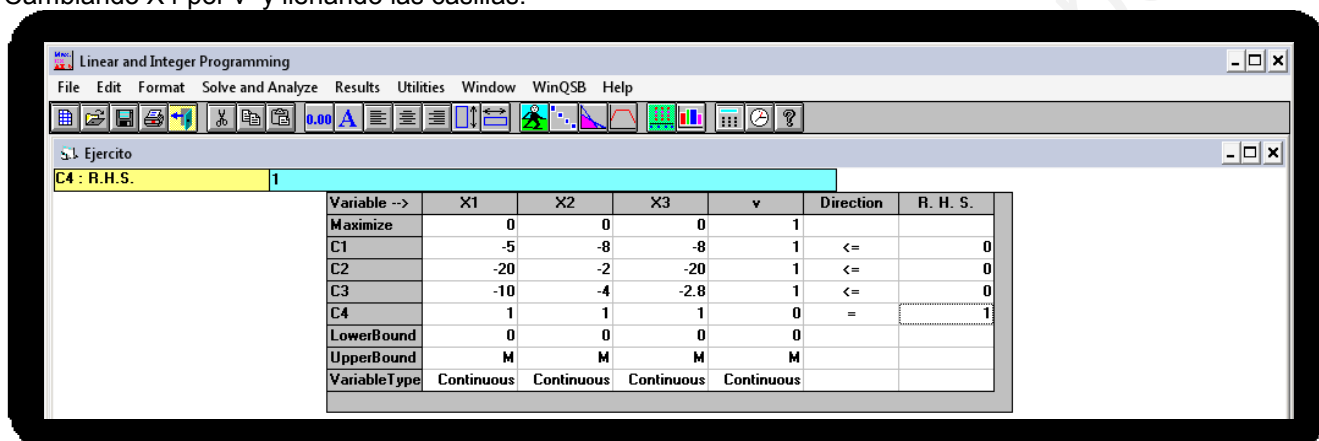 Cambiando X4 por V y llenando las casillas:
Linear and Integer Programming
File Edit Format Solve and Analyze Results Utilities Window WinQSB Help
0.00 A
Ejercito
C4 : R.H.S. 1
Variable --> X1 X2 X3 v Direction R. H. S.
Maximize 0 0 0 1
C1 -5 -8 -8 1 <= 0
C2 -20 -2 -20 1 <= 0
C3 -10 -4 -2.8 1 <= 0
C4 1 1 1 0 = 1
LowerBound 0 0 0 0
UpperBound M M M M
VariableType Continuous Continuous Continuous Continuous